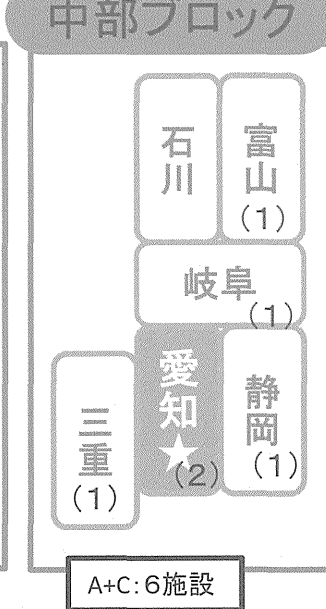 中部ブロック
石川
富山
(1)
岐阜
(1)
愛知
★(2)
静岡
(1)
三重
(1)
A+C:6施設